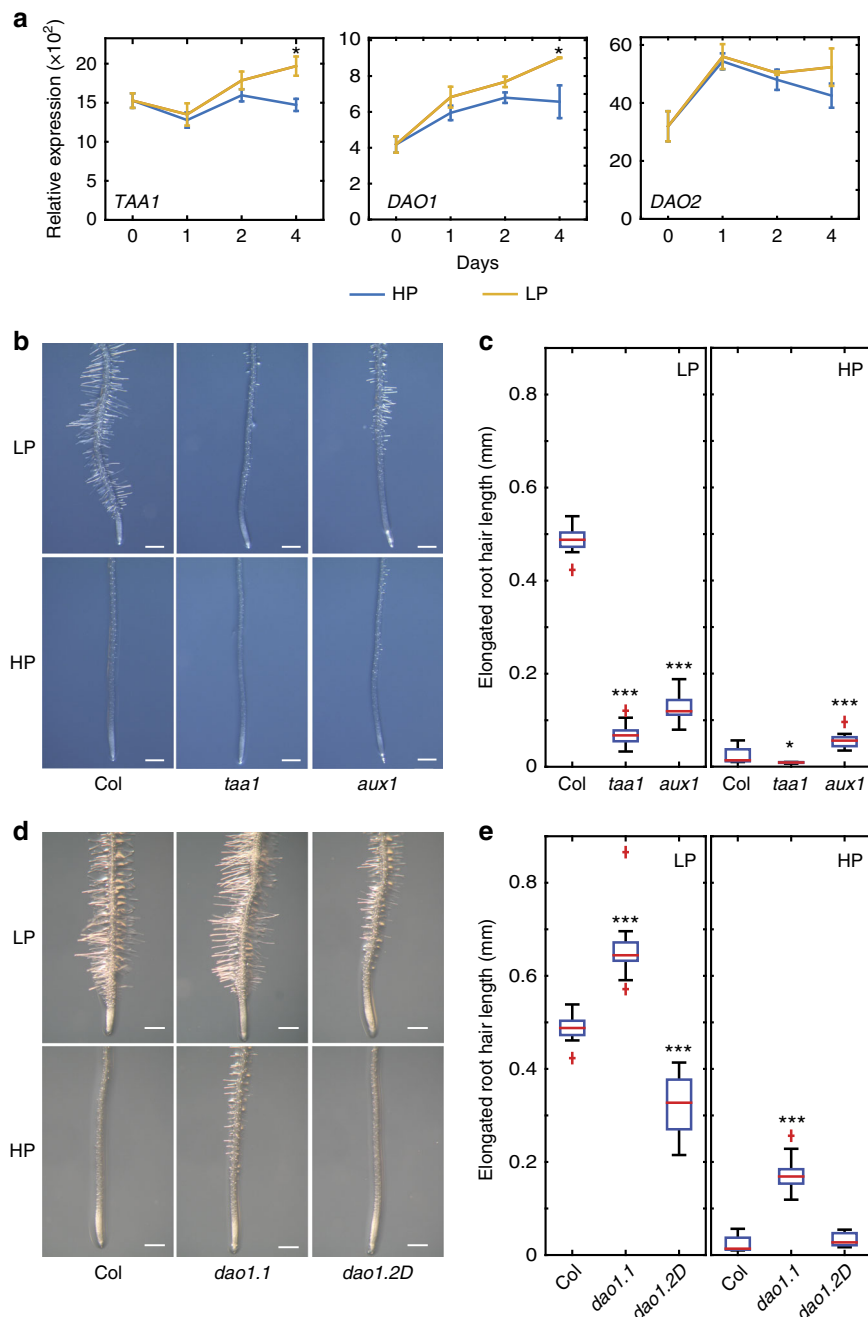 a
Relative expression (×10²)
20
15
10
5
0
TAA1
0 1 2 4
10
8
6
4
2
0
DAO1
0 1 2 4
60
40
20
0
DAO2
0 1 2 4
*
*
Days
HP LP
b
LP
HP
Col taa1 aux1
c
Elongated root hair length (mm)
0.8
0.6
0.4
0.2
0
LP
***
***
Col taa1 aux1
HP
*
***
Col taa1 aux1
d
LP
HP
Col dao1.1 dao1.2D
e
Elongated root hair length (mm)
0.8
0.6
0.4
0.2
0
LP
***
***
Col dao1.1 dao1.2D
HP
***
Col dao1.1 dao1.2D